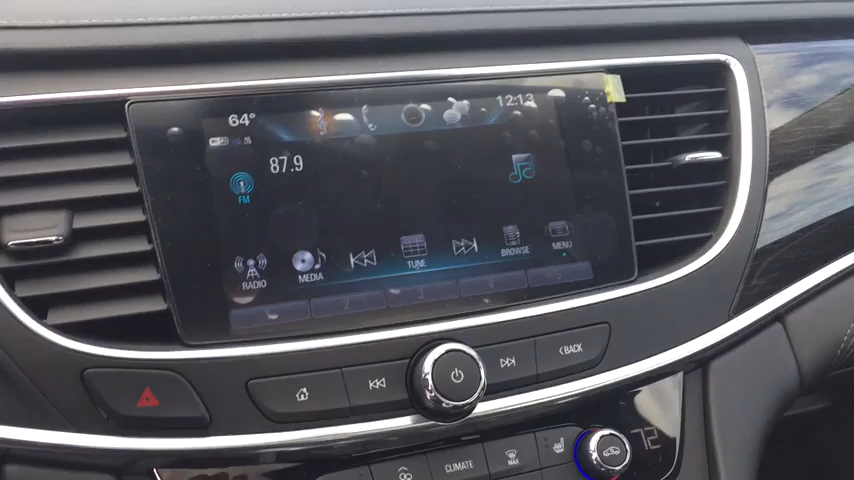 64° 12:13
87.9
FM
RADIO MEDIA TUNE BROWSE MENU
1 2 3 4 5
BACK
72
CLIMATE MAX